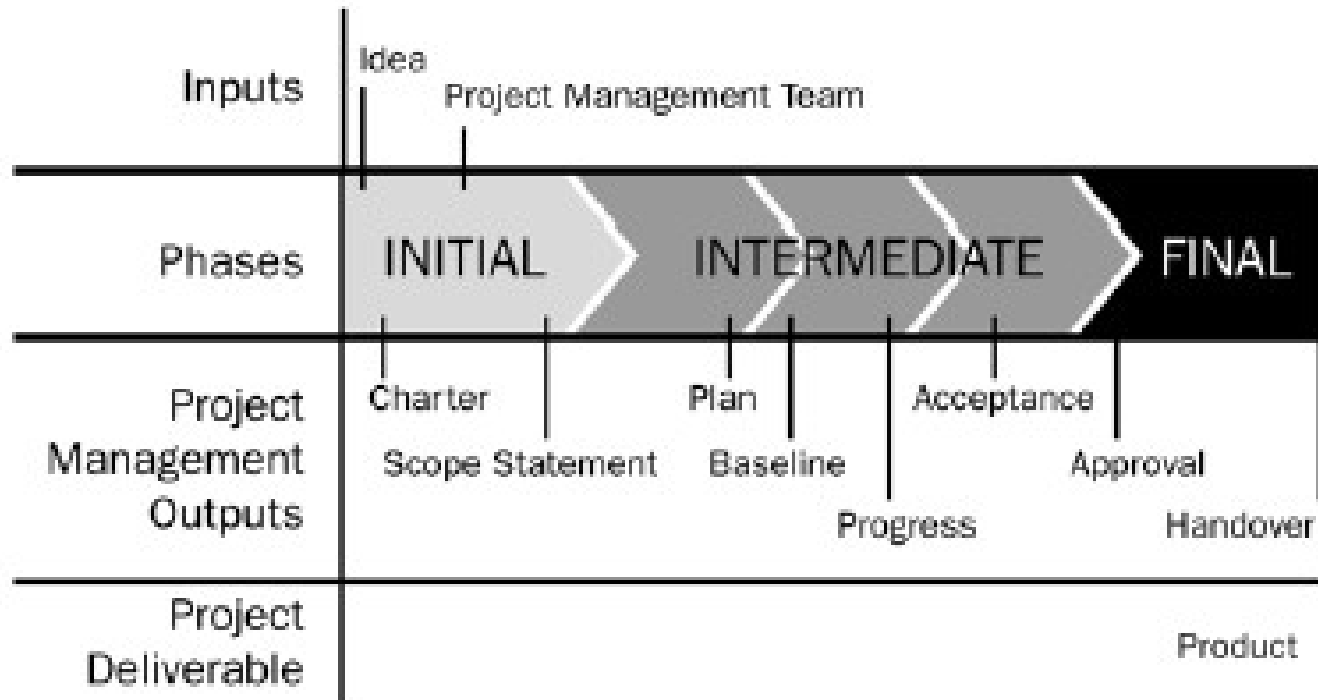 Inputs
Idea
Project Management Team
Phases
INITIAL
INTERMEDIATE
FINAL
Project
Management
Outputs
Charter
Plan
Acceptance
Scope Statement
Baseline
Approval
Progress
Handover
Project
Deliverable
Product